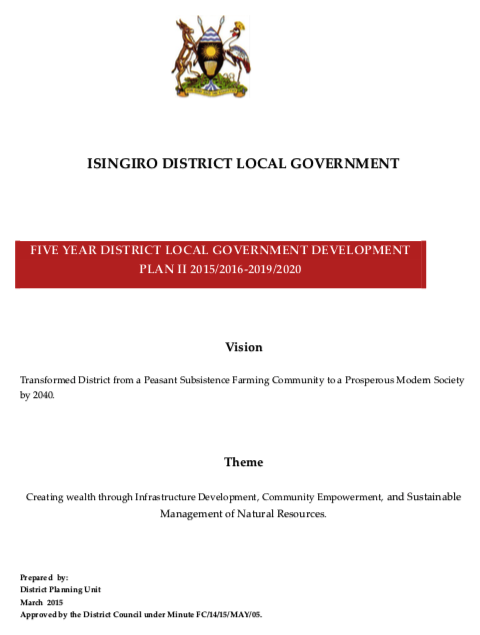 ISINGIRO DISTRICT LOCAL GOVERNMENT
FIVE YEAR DISTRICT LOCAL GOVERNMENT DEVELOPMENT
PLAN II 2015/2016-2019/2020
Vision
Transformed District from a Peasant Subsistence Farming Community to a Prosperous Modern Society
by 2040.
Theme
Creating wealth through Infrastructure Development, Community Empowerment, and Sustainable
Management of Natural Resources.
Prepared by:
District Planning Unit
March 2015
Approved by the District Council under Minute FC/14/15/MAY/05.